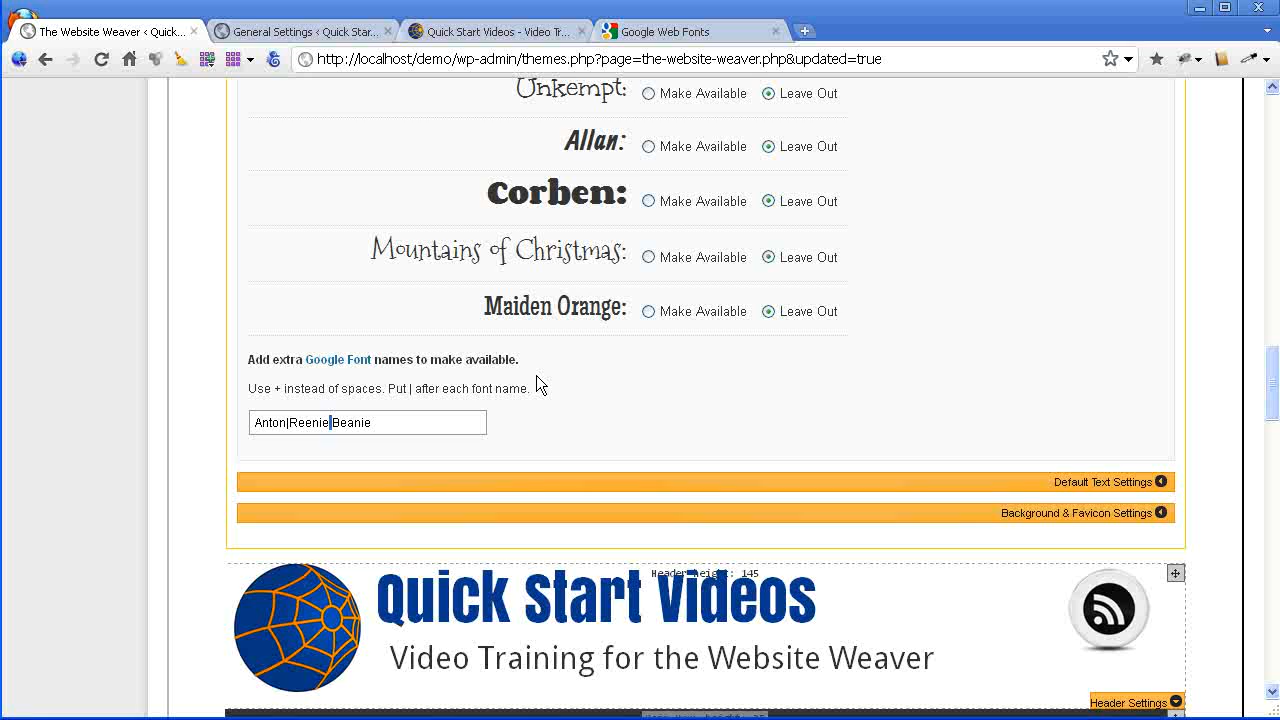 The Website Weaver ‹ Quick...
General Settings ‹ Quick Star...
Quick Start Videos - Video Tr...
Google Web Fonts
http://localhost/demo/wp-admin/themes.php?page=the-website-weaver.php&updated=true
Unkempt: Make Available Leave Out
Allan: Make Available Leave Out
Corben: Make Available Leave Out
Mountains of Christmas: Make Available Leave Out
Maiden Orange: Make Available Leave Out
Add extra Google Font names to make available.
Use + instead of spaces. Put | after each font name.
Anton|Reenie Beanie
Default Text Settings
Background & Favicon Settings
Header height: 145
Quick Start Videos
Video Training for the Website Weaver
Header Settings